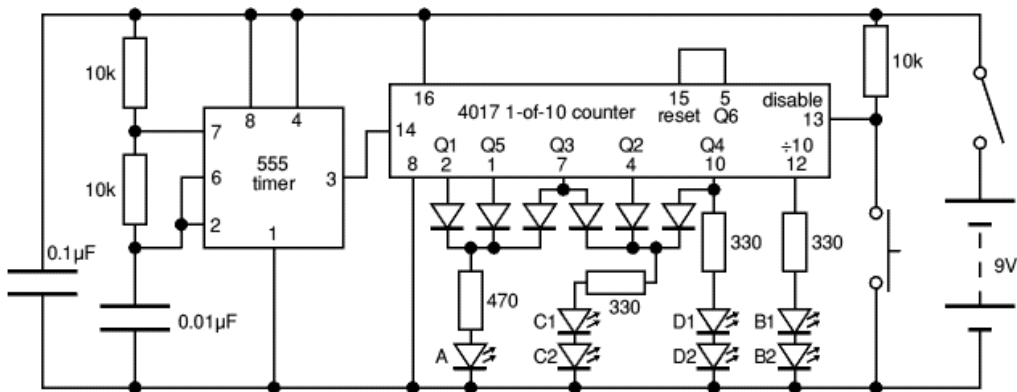 10k
10k
0.1µF
0.01µF
7
6
2
8
4
555
timer
3
1
14
16
4017 1-of-10 counter
15
reset
5
Q6
disable
13
8
Q1
2
Q5
1
Q3
7
Q2
4
Q4
10
÷10
12
10k
9V
470
330
330
330
A
C1
C2
D1
D2
B1
B2